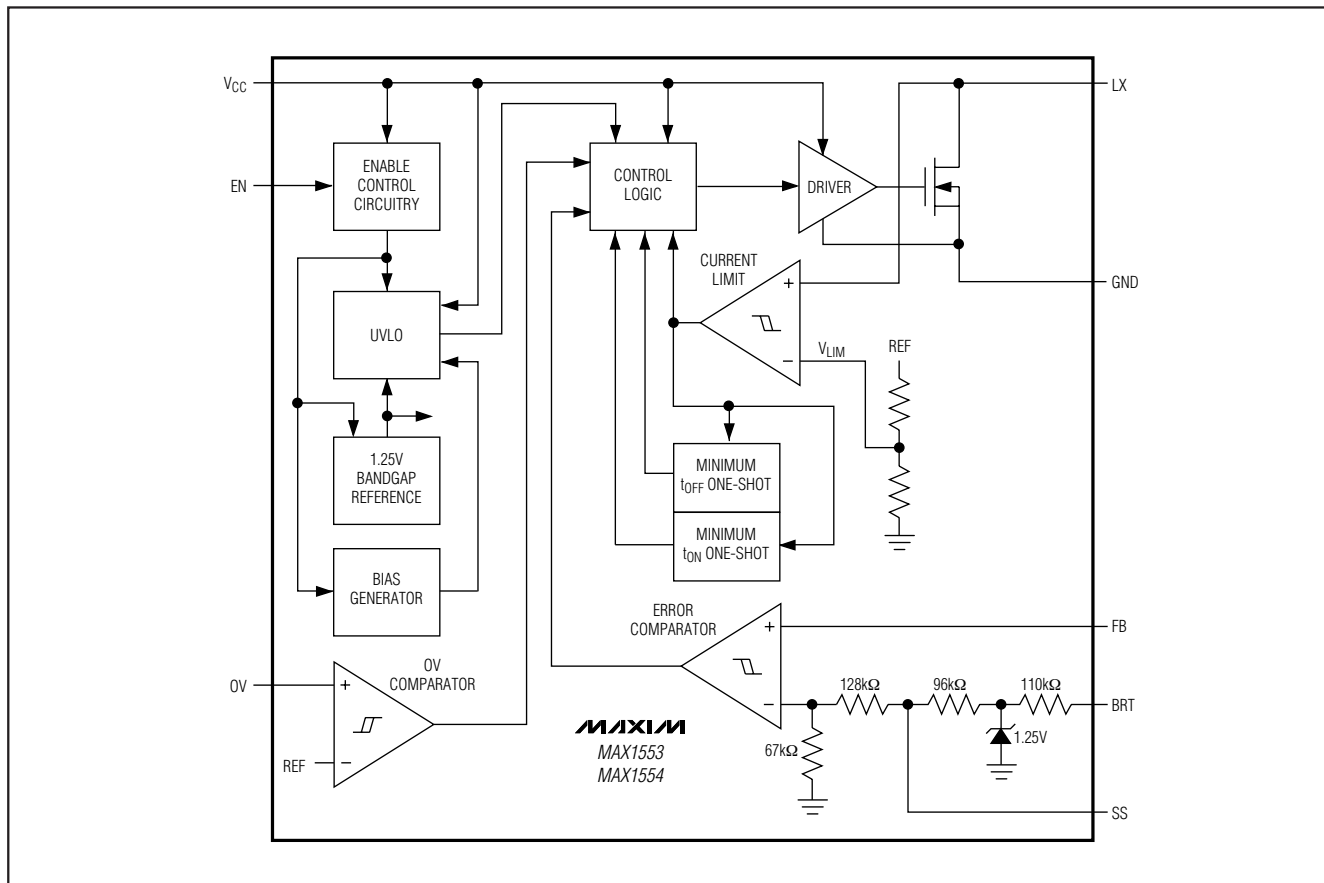 VCC
LX
ENABLE
CONTROL
CIRCUITRY
EN
CONTROL
LOGIC
DRIVER
CURRENT
LIMIT
+
GND
UVLO
VLIM
−
REF
1.25V
BANDGAP
REFERENCE
MINIMUM
tOFF ONE-SHOT
MINIMUM
tON ONE-SHOT
BIAS
GENERATOR
ERROR
COMPARATOR
+
FB
OV
COMPARATOR
OV
+
−
128kΩ
96kΩ
110kΩ
BRT
MAXIM
MAX1553
MAX1554
67kΩ
1.25V
REF
−
SS